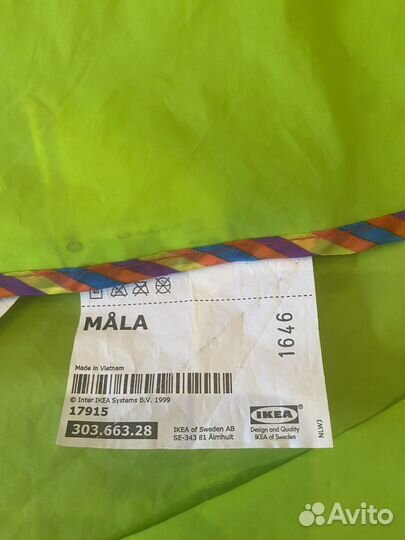 MÅLA
1646
Made in Vietnam
© Inter IKEA Systems B.V. 1999
17915
303.663.28
IKEA of Sweden AB
SE-343 81 Älmhult
IKEA
Design and Quality
IKEA of Sweden
NLWJ
Avito